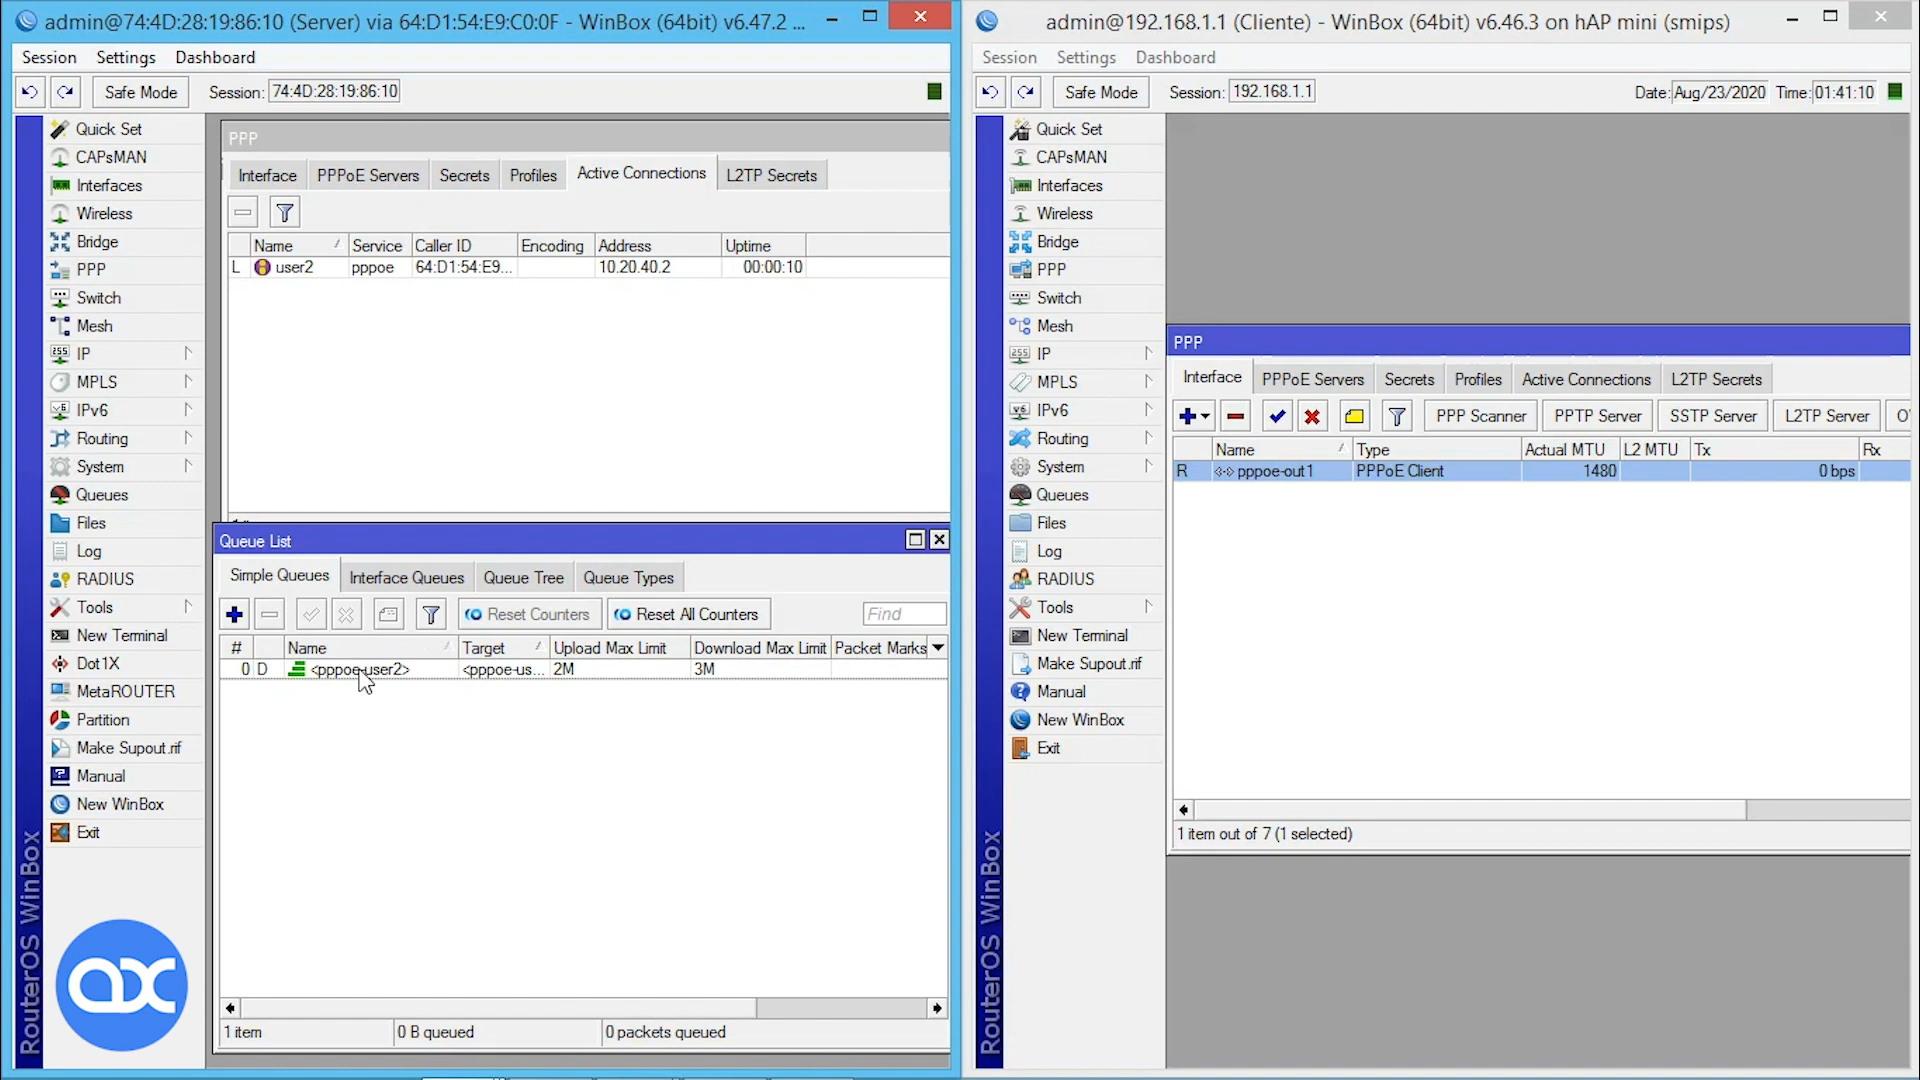 admin@74:4D:28:19:86:10 (Server) via 64:D1:54:E9:C0:0F - WinBox (64bit) v6.47.2 ...
Session Settings Dashboard
Safe Mode Session: 74:4D:28:19:86:10
Quick Set
CAPsMAN
Interfaces
Wireless
Bridge
PPP
Switch
Mesh
IP
MPLS
IPv6
Routing
System
Queues
Files
Log
RADIUS
Tools
New Terminal
Dot1X
MetaROUTER
Partition
Make Supout.rif
Manual
New WinBox
Exit
RouterOS WinBox
PPP
Interface PPPoE Servers Secrets Profiles Active Connections L2TP Secrets
Name Service Caller ID Encoding Address Uptime
L user2 pppoe 64:D1:54:E9... 10.20.40.2 00:00:10
Queue List
Simple Queues Interface Queues Queue Tree Queue Types
Reset Counters Reset All Counters Find
# Name Target Upload Max Limit Download Max Limit Packet Marks
0 D <pppoe-user2> <pppoe-us... 2M 3M
1 item 0 B queued 0 packets queued
admin@192.168.1.1 (Cliente) - WinBox (64bit) v6.46.3 on hAP mini (smips)
Session Settings Dashboard
Safe Mode Session: 192.168.1.1 Date: Aug/23/2020 Time: 01:41:10
Quick Set
CAPsMAN
Interfaces
Wireless
Bridge
PPP
Switch
Mesh
IP
MPLS
IPv6
Routing
System
Queues
Files
Log
RADIUS
Tools
New Terminal
Make Supout.rif
Manual
New WinBox
Exit
RouterOS WinBox
PPP
Interface PPPoE Servers Secrets Profiles Active Connections L2TP Secrets
PPP Scanner PPTP Server SSTP Server L2TP Server
Name Type Actual MTU L2 MTU Tx Rx
R pppoe-out1 PPPoE Client 1480 0 bps
1 item out of 7 (1 selected)